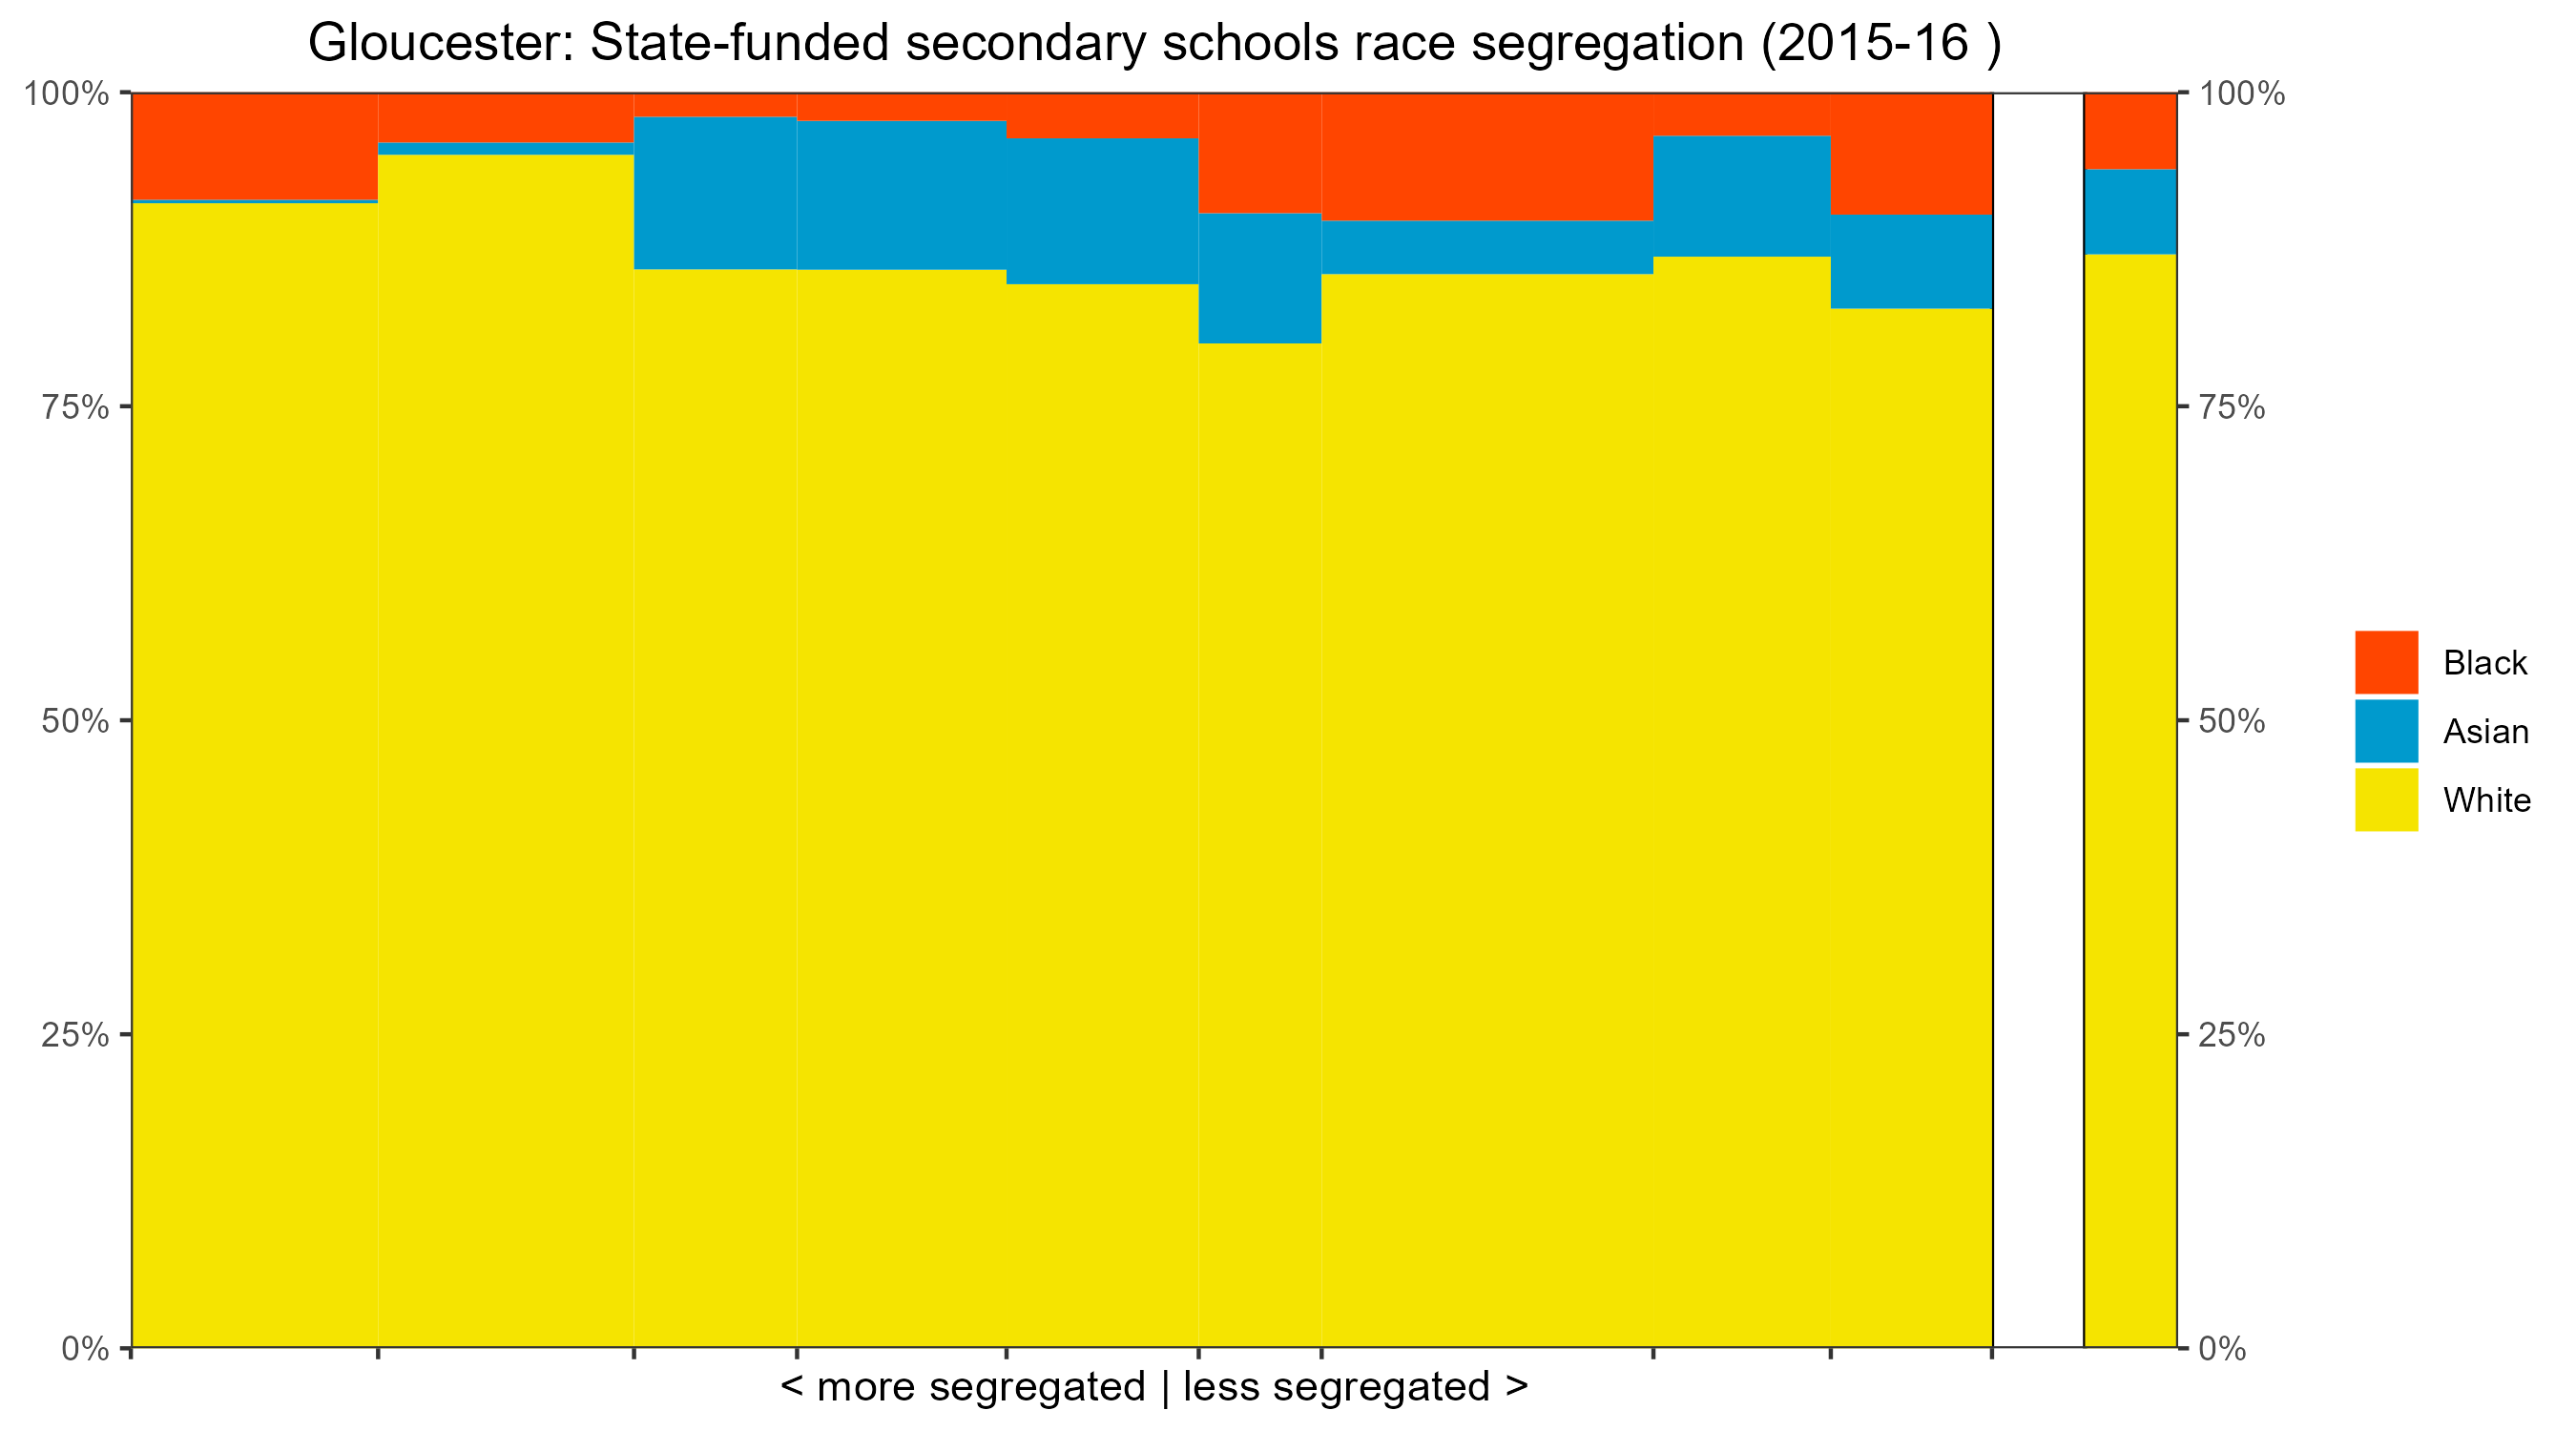 Gloucester: State-funded secondary schools race segregation (2015-16 )
100%
75%
50%
25%
0%
100%
75%
50%
25%
0%
Black
Asian
White
< more segregated | less segregated >